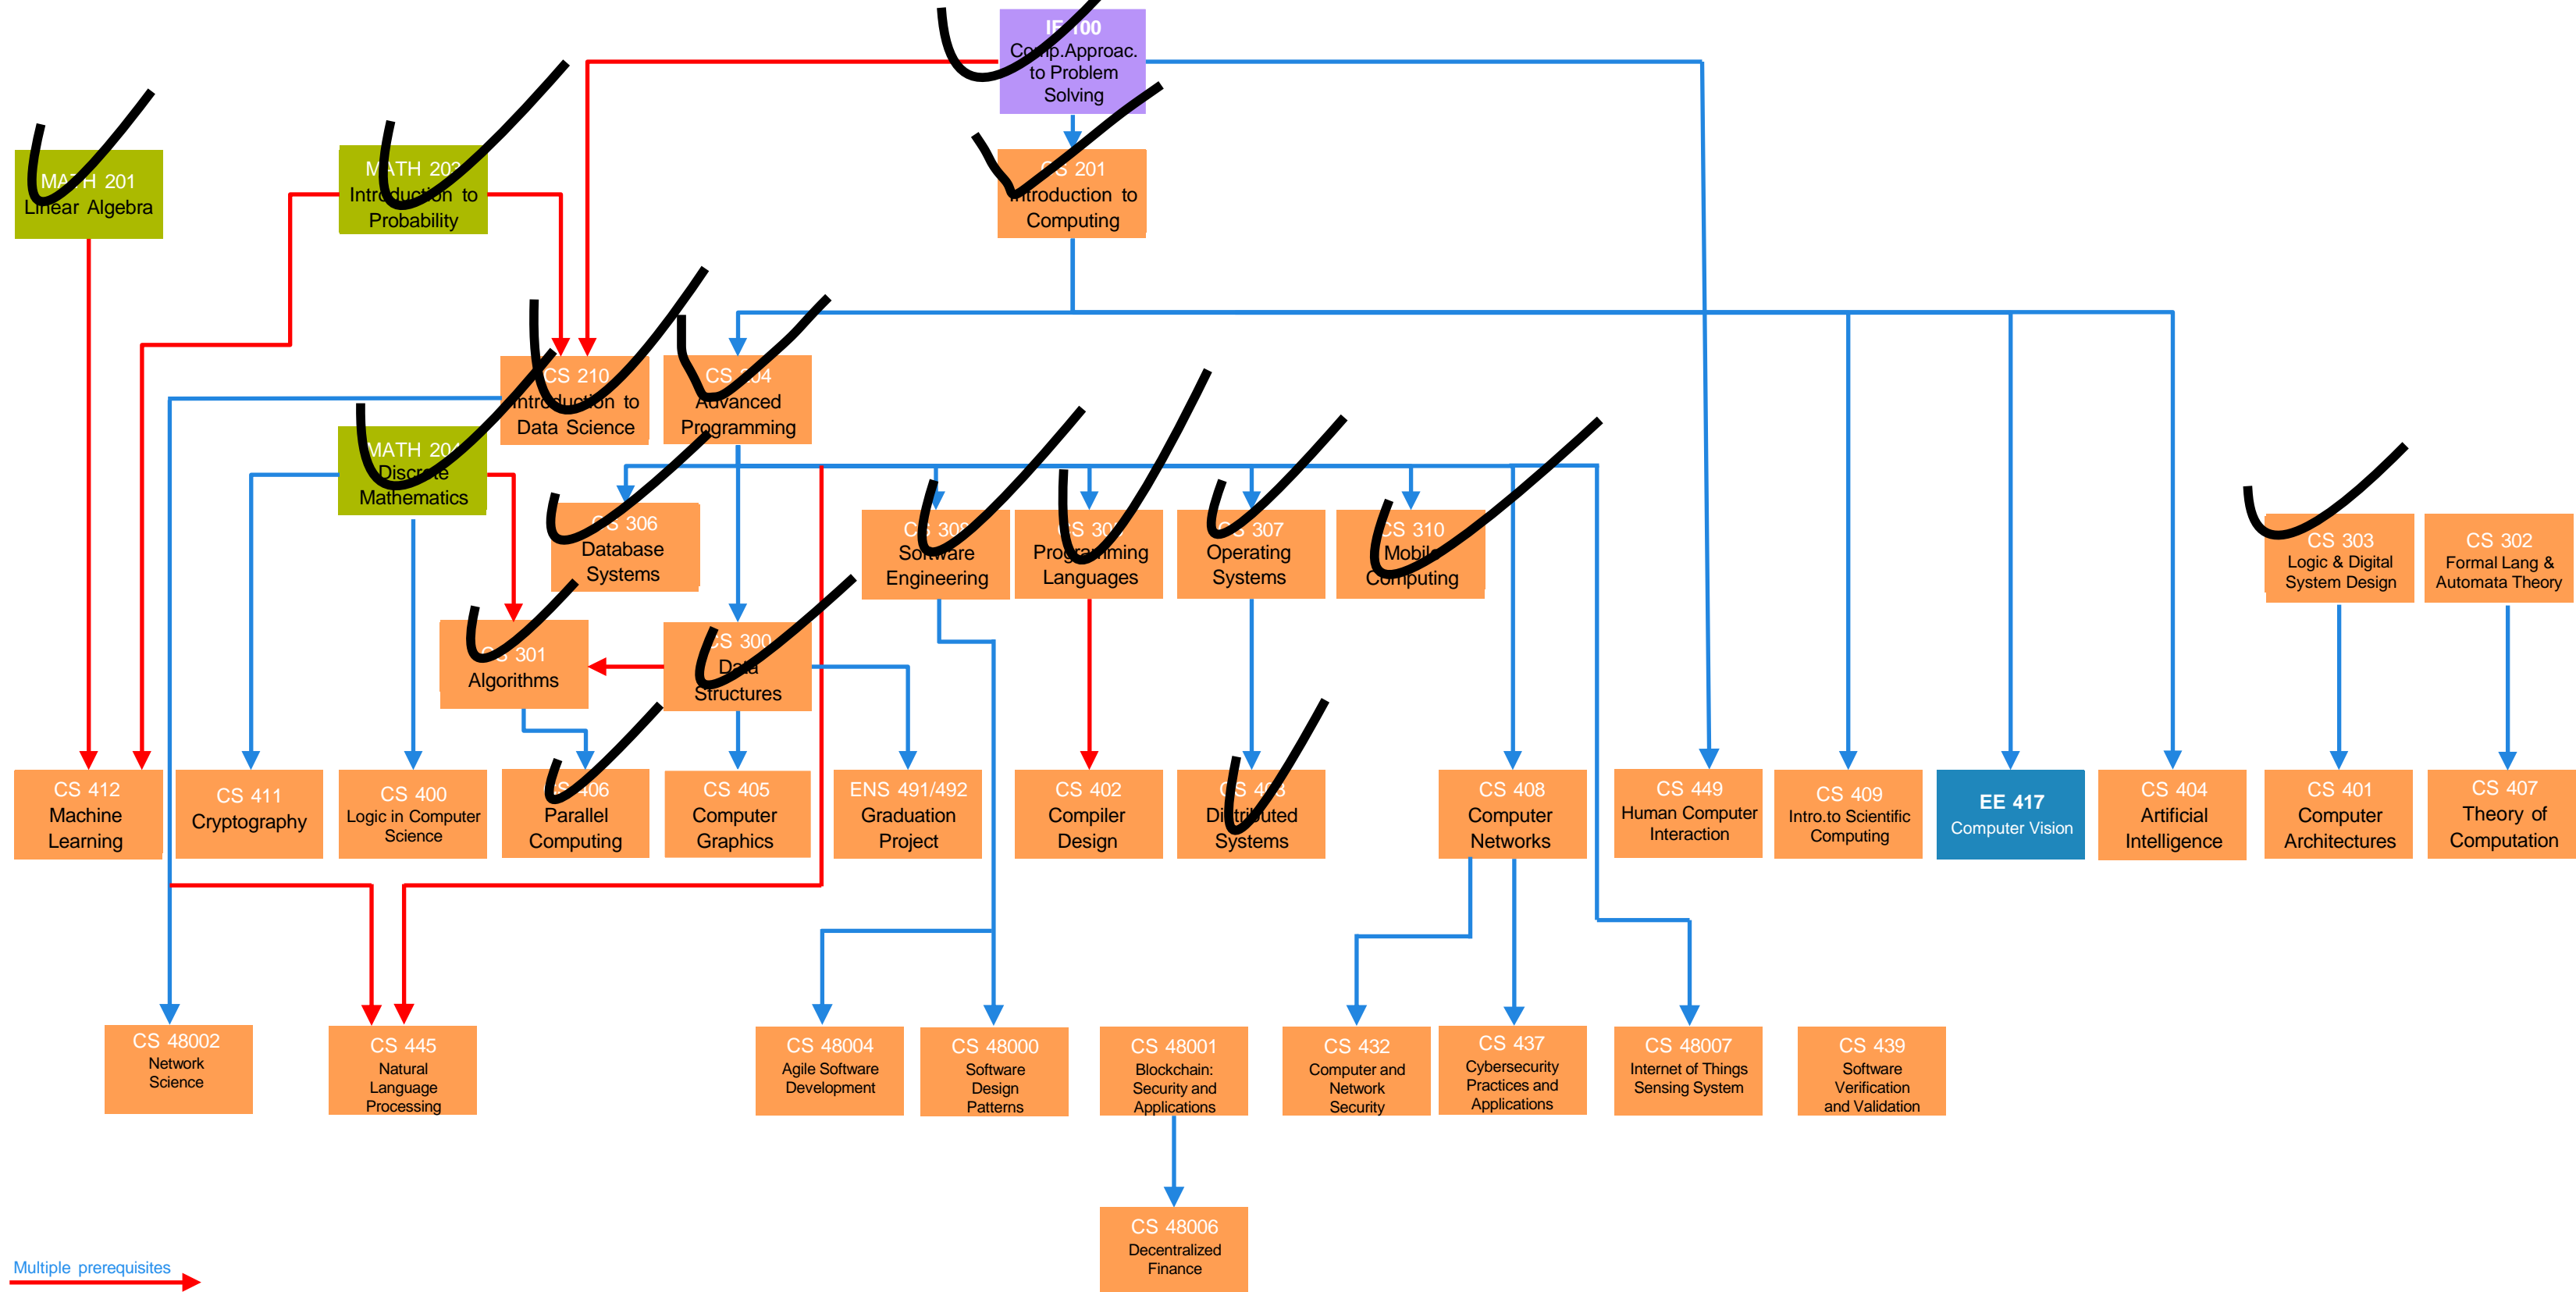 IF 100
Comp.Approac.
to Problem
Solving
MATH 201
Linear Algebra
MATH 203
Introduction to
Probability
CS 201
Introduction to
Computing
CS 210
Introduction to
Data Science
CS 204
Advanced
Programming
MATH 204
Discrete
Mathematics
CS 306
Database
Systems
CS 308
Software
Engineering
CS 305
Programming
Languages
CS 307
Operating
Systems
CS 310
Mobile
Computing
CS 303
Logic & Digital
System Design
CS 302
Formal Lang &
Automata Theory
CS 301
Algorithms
CS 300
Data
Structures
CS 412
Machine
Learning
CS 411
Cryptography
CS 400
Logic in Computer
Science
CS 406
Parallel
Computing
CS 405
Computer
Graphics
ENS 491/492
Graduation
Project
CS 402
Compiler
Design
CS 403
Distributed
Systems
CS 408
Computer
Networks
CS 449
Human Computer
Interaction
CS 409
Intro.to Scientific
Computing
EE 417
Computer Vision
CS 404
Artificial
Intelligence
CS 401
Computer
Architectures
CS 407
Theory of
Computation
CS 48002
Network
Science
CS 445
Natural
Language
Processing
CS 48004
Agile Software
Development
CS 48000
Software
Design
Patterns
CS 48001
Blockchain:
Security and
Applications
CS 432
Computer and
Network
Security
CS 437
Cybersecurity
Practices and
Applications
CS 48007
Internet of Things
Sensing System
CS 439
Software
Verification
and Validation
CS 48006
Decentralized
Finance
Multiple prerequisites